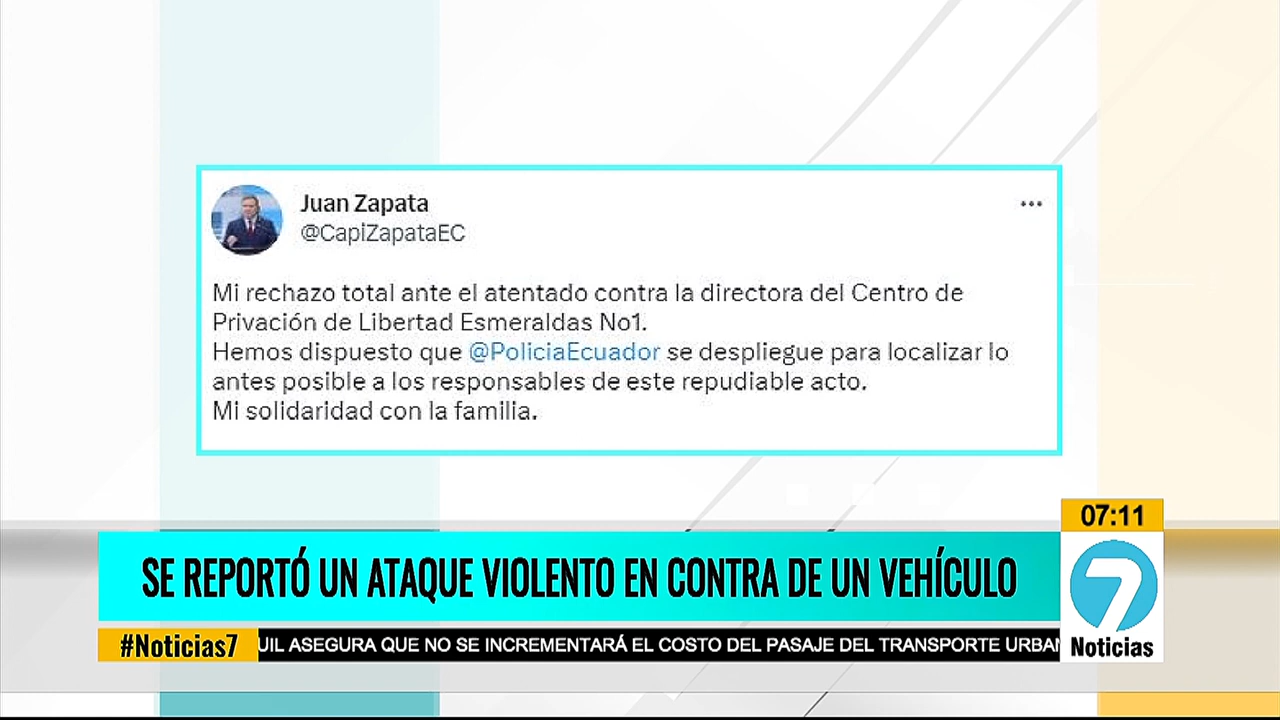 Juan Zapata
@CapiZapataEC
Mi rechazo total ante el atentado contra la directora del Centro de
Privación de Libertad Esmeraldas No1.
Hemos dispuesto que @PoliciaEcuador se despliegue para localizar lo
antes posible a los responsables de este repudiable acto.
Mi solidaridad con la familia.
07:11
SE REPORTÓ UN ATAQUE VIOLENTO EN CONTRA DE UN VEHÍCULO
7
Noticias
#Noticias7
UIL ASEGURA QUE NO SE INCREMENTARÁ EL COSTO DEL PASAJE DEL TRANSPORTE URBAN